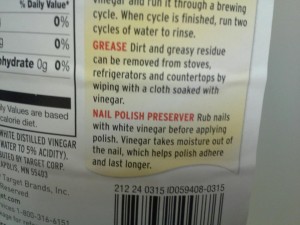 % Daily Value*
0%
0%
ohydrate 0g 0%
ly Values are based
calorie diet.
WHITE DISTILLED VINEGAR
WATER TO 5% ACIDITY).
UTED BY TARGET CORP.
APOLIS, MN 55403
Target Brands, Inc.
Reserved
et.com
vinegar and run it through a brewing
cycle. When cycle is finished, run two
cycles of water to rinse.
GREASE Dirt and greasy residue
can be removed from stoves,
refrigerators and countertops by
wiping with a cloth soaked with
vinegar.
NAIL POLISH PRESERVER Rub nails
with white vinegar before applying
polish. Vinegar takes moisture out of
the nail, which helps polish adhere
and last longer.
212 24 0315 ID059408-0315